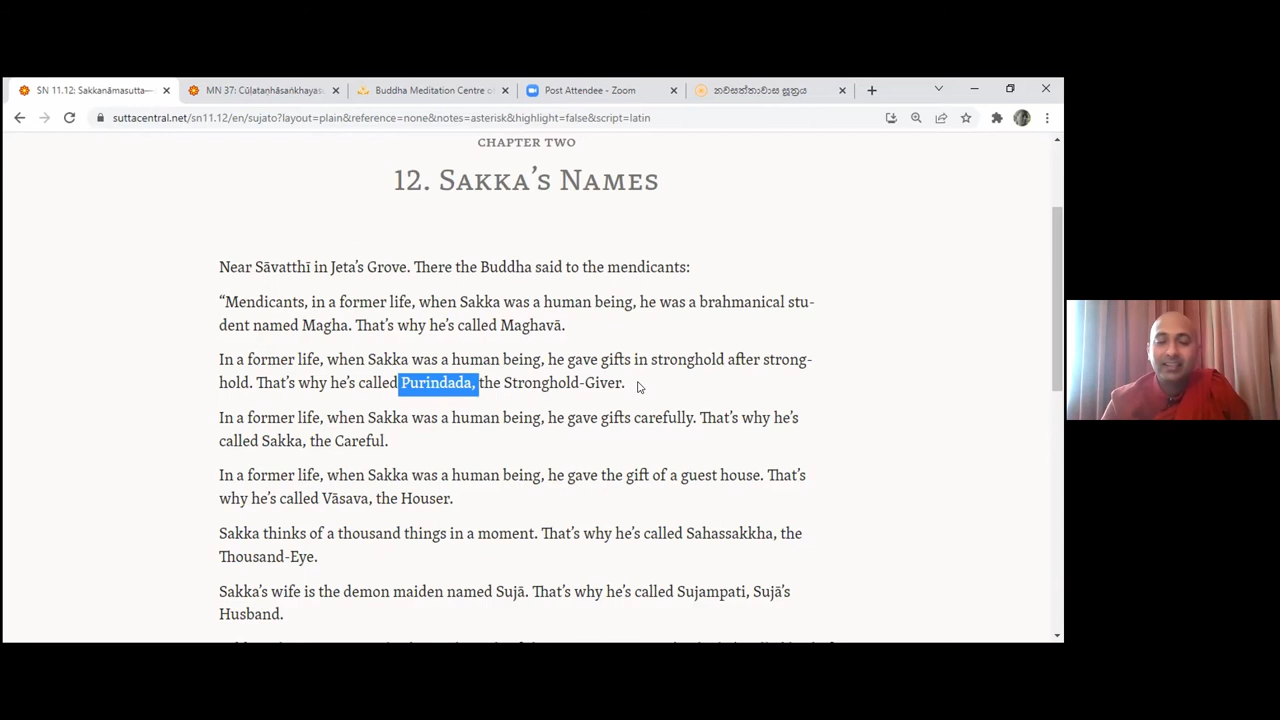 SN 11.12: Sakkanāmasutta—
MN 37: Cūḷataṇhāsaṅkhayasu
Buddha Meditation Centre o
Post Attendee - Zoom
නවසත්තාවාස සූත්‍රය
suttacentral.net/sn11.12/en/sujato?layout=plain&reference=none&notes=asterisk&highlight=false&script=latin
CHAPTER TWO
12. SAKKA’S NAMES
Near Sāvatthī in Jeta’s Grove. There the Buddha said to the mendicants:
“Mendicants, in a former life, when Sakka was a human being, he was a brahmanical stu-
dent named Magha. That’s why he’s called Maghavā.
In a former life, when Sakka was a human being, he gave gifts in stronghold after strong-
hold. That’s why he’s called Purindada, the Stronghold-Giver.
In a former life, when Sakka was a human being, he gave gifts carefully. That’s why he’s
called Sakka, the Careful.
In a former life, when Sakka was a human being, he gave the gift of a guest house. That’s
why he’s called Vāsava, the Houser.
Sakka thinks of a thousand things in a moment. That’s why he’s called Sahassakkha, the
Thousand-Eye.
Sakka’s wife is the demon maiden named Sujā. That’s why he’s called Sujampati, Sujā’s
Husband.